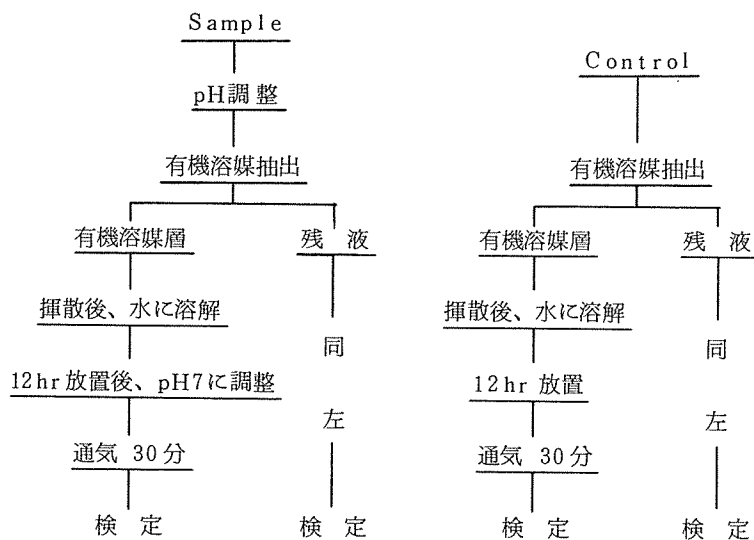 Sample
pH調整
有機溶媒抽出
有機溶媒層
残 液
揮散後、水に溶解
同
12hr 放置後、pH7に調整
左
通気 30分
検 定
検 定
Control
有機溶媒抽出
有機溶媒層
残 液
揮散後、水に溶解
同
12hr 放置
左
通気 30分
検 定
検 定